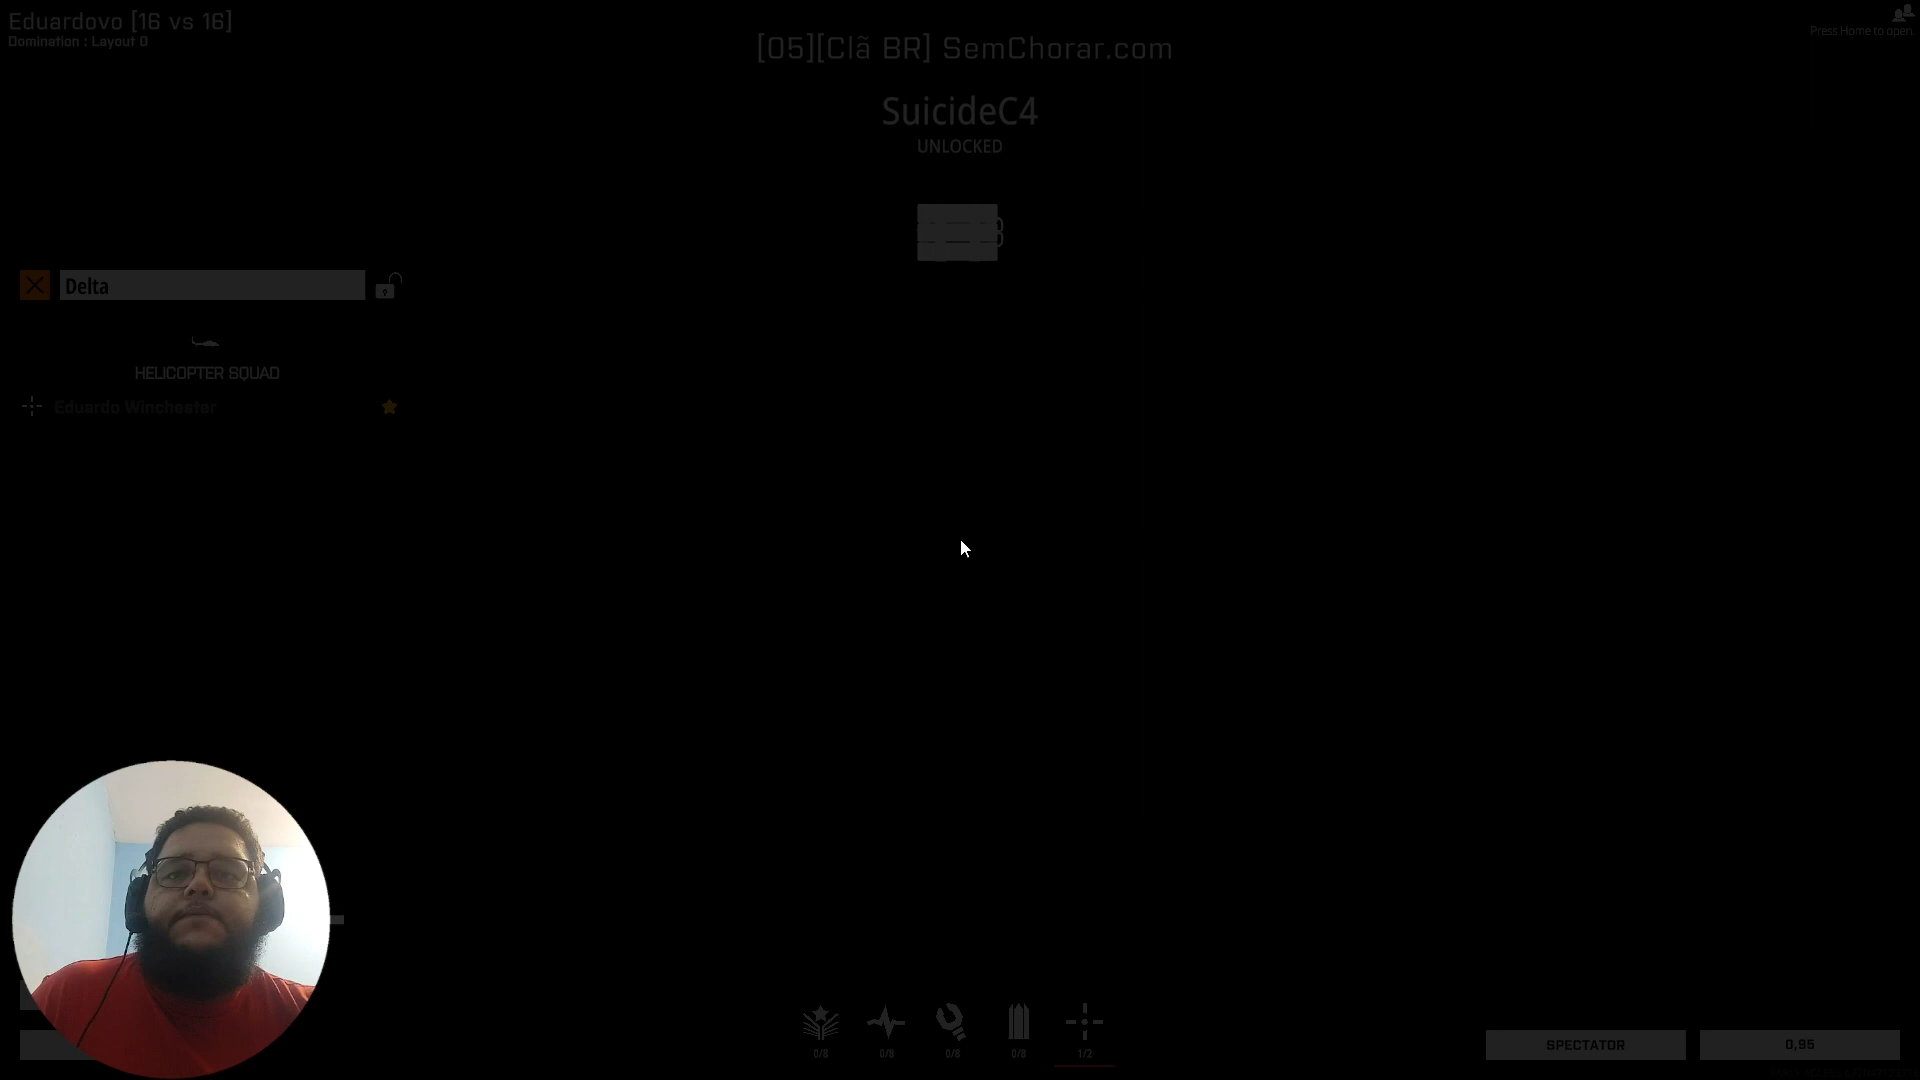 Eduardovo [16 vs 16]
Domination : Layout D
Press Home to open.
[05][Clã BR] SemChorar.com
SuicideC4
UNLOCKED
Delta
HELICOPTER SQUAD
Eduardo Winchester
0/8
0/8
0/8
0/8
1/2
SPECTATOR
0,95